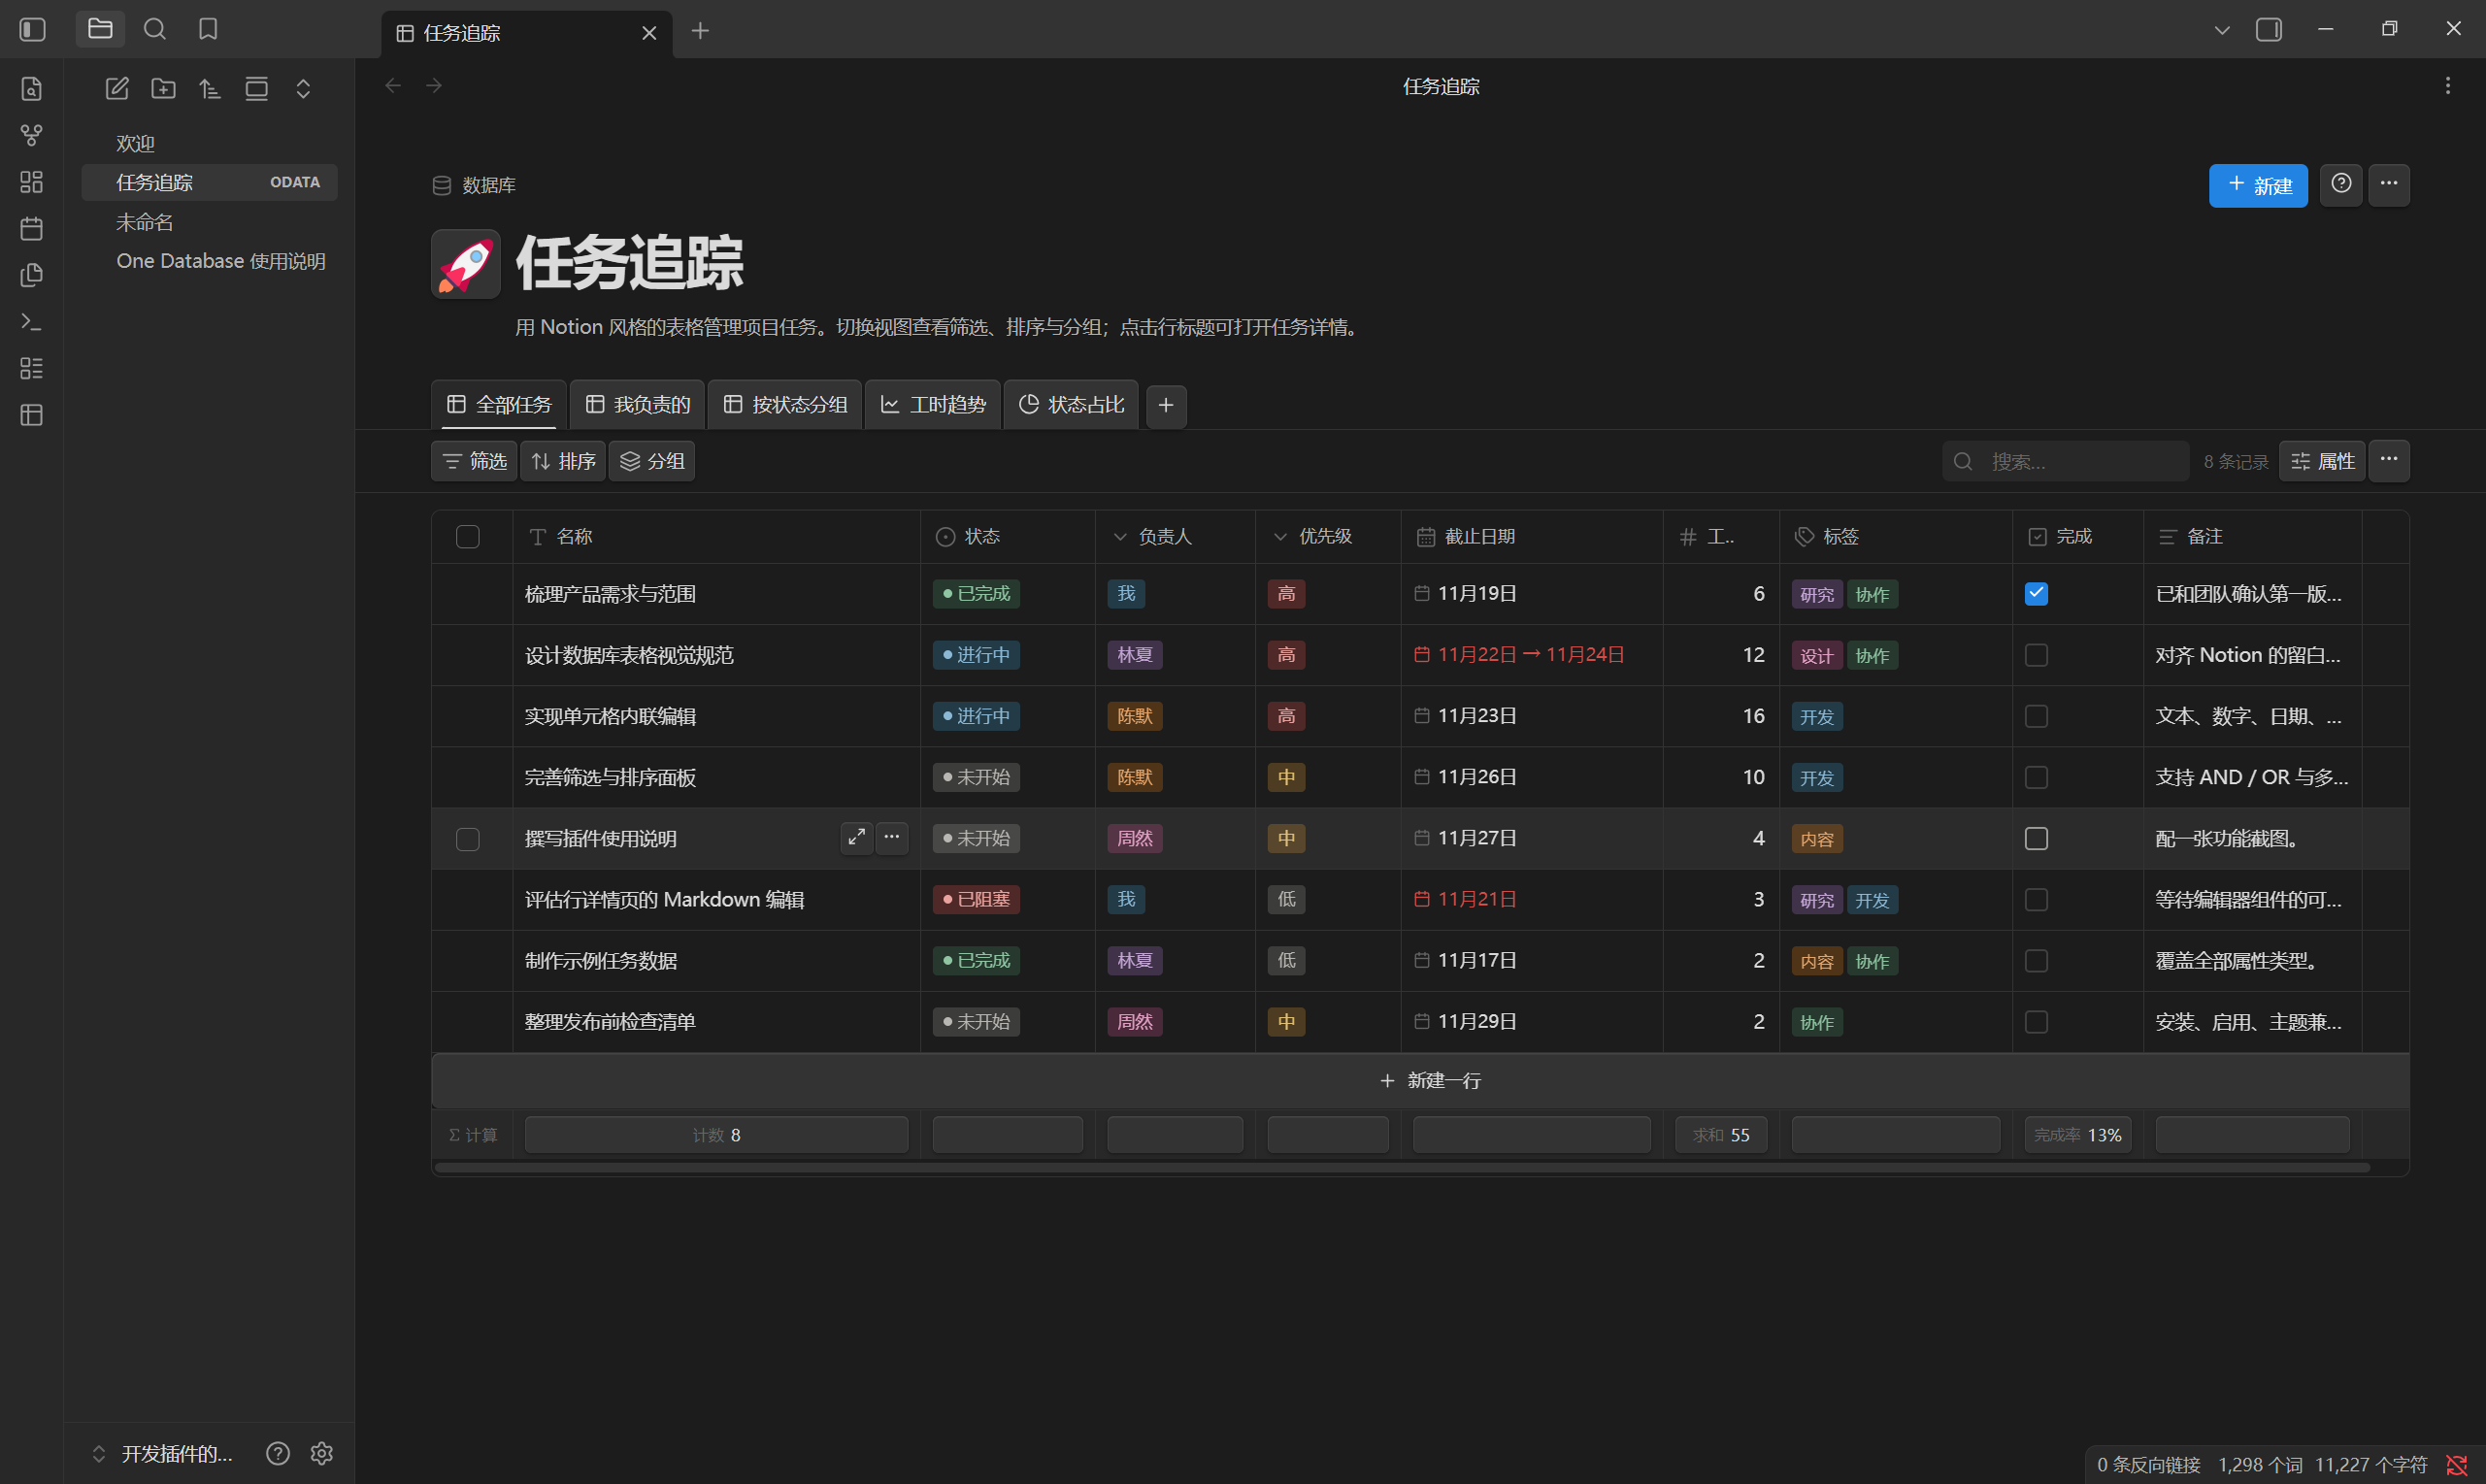 任务追踪
任务追踪
欢迎
任务追踪 ODATA
未命名
One Database 使用说明
数据库
新建
任务追踪
用 Notion 风格的表格管理项目任务。切换视图查看筛选、排序与分组；点击行标题可打开任务详情。
全部任务 我负责的 按状态分组 工时趋势 状态占比
筛选 排序 分组 搜索... 8 条记录 属性
名称 状态 负责人 优先级 截止日期 工.. 标签 完成 备注
梳理产品需求与范围 已完成 我 高 11月19日 6 研究 协作 已和团队确认第一版...
设计数据库表格视觉规范 进行中 林夏 高 11月22日 → 11月24日 12 设计 协作 对齐 Notion 的留白...
实现单元格内联编辑 进行中 陈默 高 11月23日 16 开发 文本、数字、日期、...
完善筛选与排序面板 未开始 陈默 中 11月26日 10 开发 支持 AND / OR 与多...
撰写插件使用说明 未开始 周然 中 11月27日 4 内容 配一张功能截图。
评估行详情页的 Markdown 编辑 已阻塞 我 低 11月21日 3 研究 开发 等待编辑器组件的可...
制作示例任务数据 已完成 林夏 低 11月17日 2 内容 协作 覆盖全部属性类型。
整理发布前检查清单 未开始 周然 中 11月29日 2 协作 安装、启用、主题兼...
+ 新建一行
Σ 计算 计数 8 求和 55 完成率 13%
开发插件的...
0 条反向链接 1,298 个词 11,227 个字符